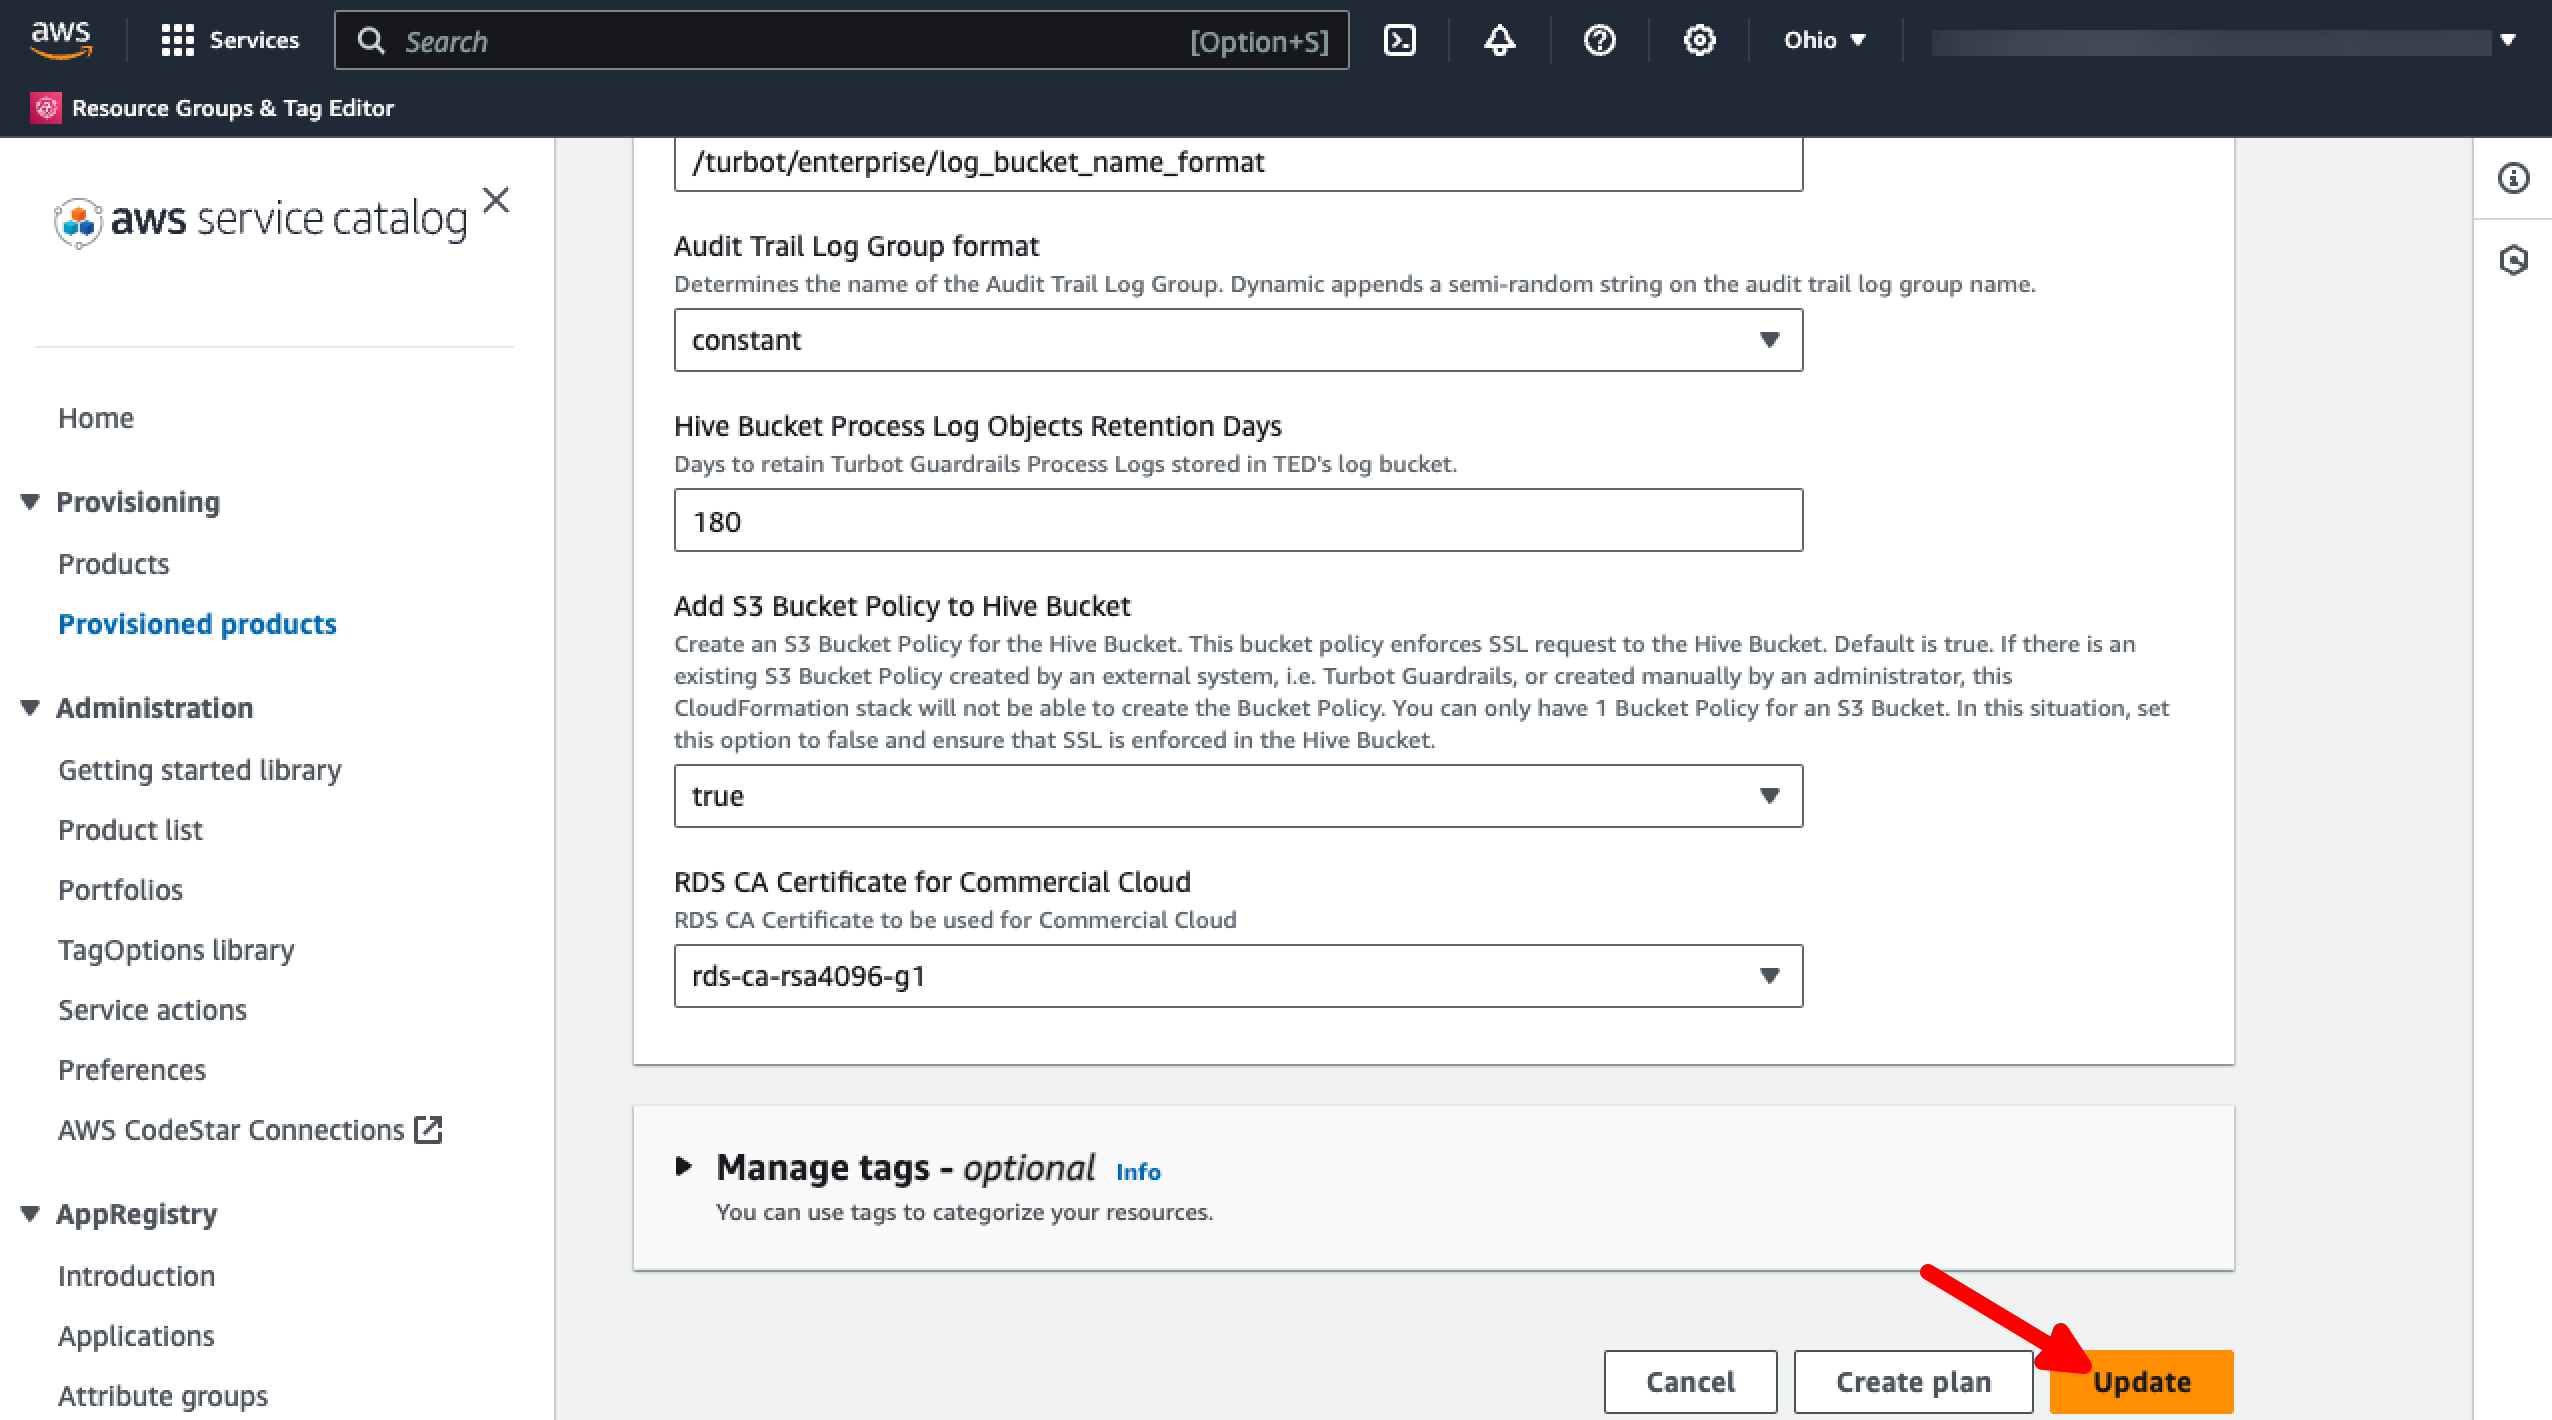 aws
Services
Search
[Option+S]
Ohio
Resource Groups & Tag Editor
aws service catalog
Home
Provisioning
Products
Provisioned products
Administration
Getting started library
Product list
Portfolios
TagOptions library
Service actions
Preferences
AWS CodeStar Connections
AppRegistry
Introduction
Applications
Attribute groups
/turbot/enterprise/log_bucket_name_format
Audit Trail Log Group format
Determines the name of the Audit Trail Log Group. Dynamic appends a semi-random string on the audit trail log group name.
constant
Hive Bucket Process Log Objects Retention Days
Days to retain Turbot Guardrails Process Logs stored in TED's log bucket.
180
Add S3 Bucket Policy to Hive Bucket
Create an S3 Bucket Policy for the Hive Bucket. This bucket policy enforces SSL request to the Hive Bucket. Default is true. If there is an
existing S3 Bucket Policy created by an external system, i.e. Turbot Guardrails, or created manually by an administrator, this
CloudFormation stack will not be able to create the Bucket Policy. You can only have 1 Bucket Policy for an S3 Bucket. In this situation, set
this option to false and ensure that SSL is enforced in the Hive Bucket.
true
RDS CA Certificate for Commercial Cloud
RDS CA Certificate to be used for Commercial Cloud
rds-ca-rsa4096-g1
Manage tags - optional Info
You can use tags to categorize your resources.
Cancel
Create plan
Update